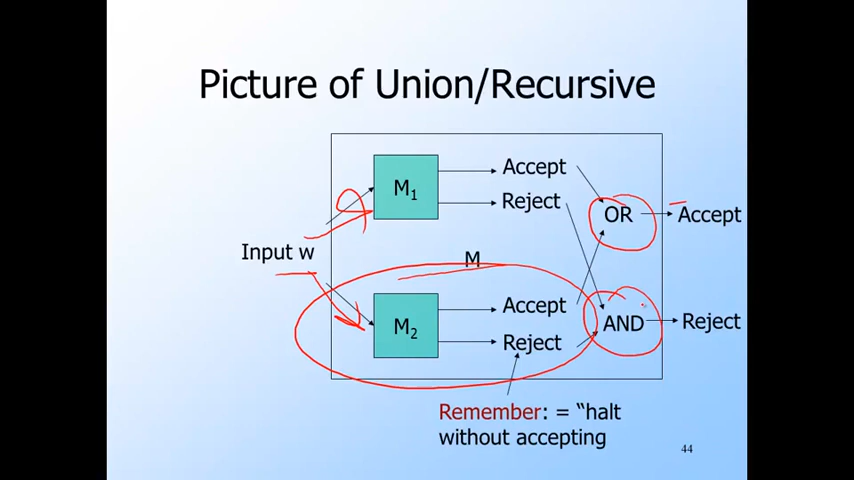 Picture of Union/Recursive
Accept
M1
Reject
OR
Accept
Input w
M
Accept
M2
Reject
AND
Reject
Remember: = “halt
without accepting
44